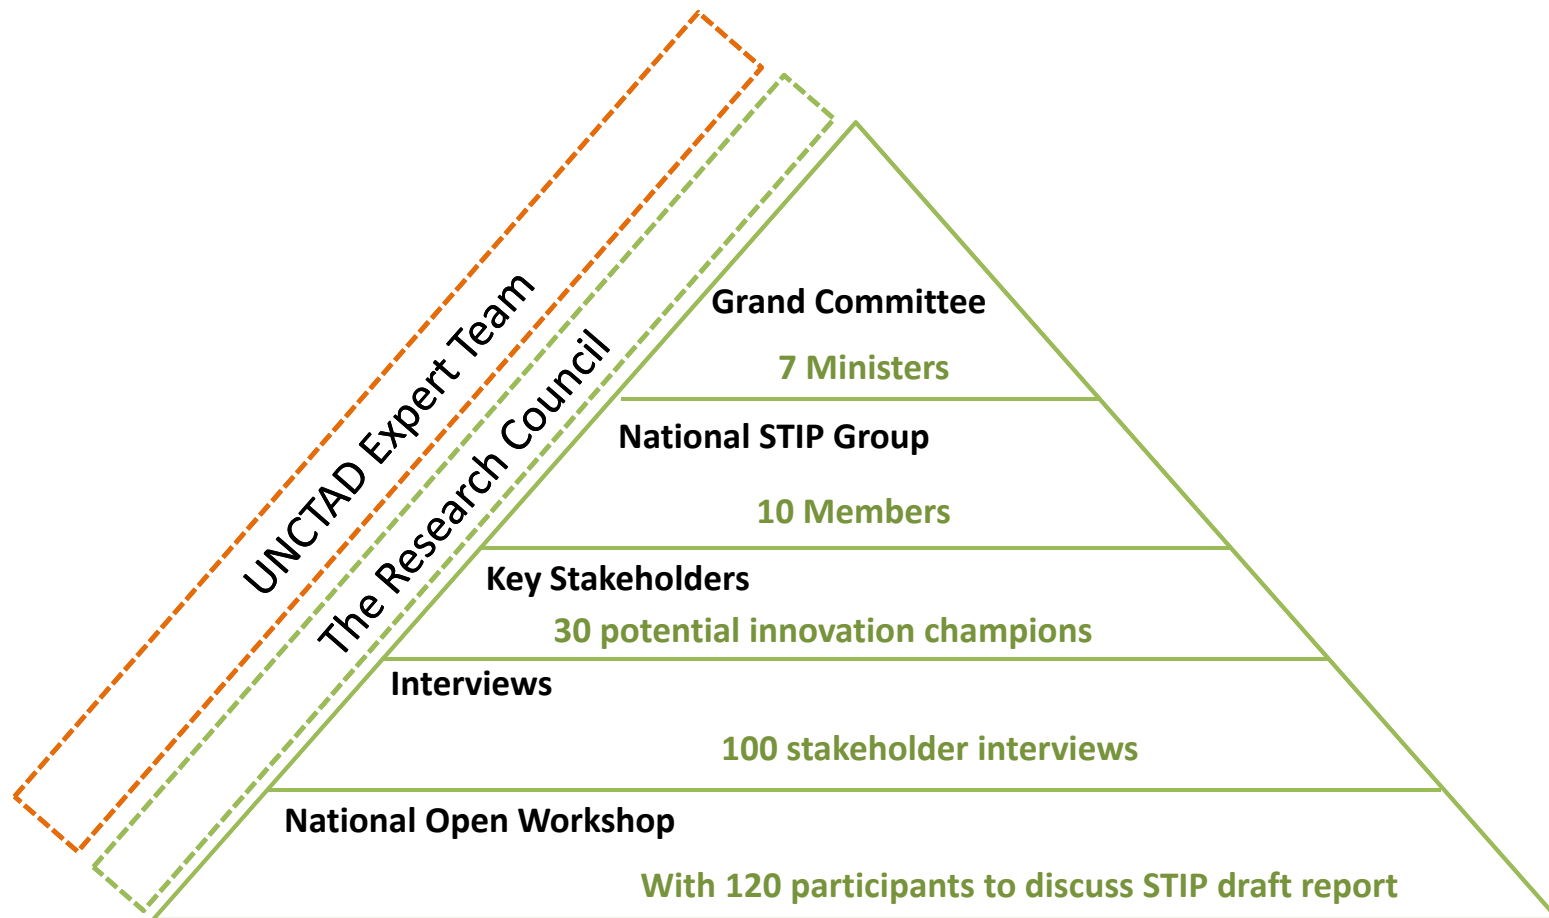 UNCTAD Expert Team
The Research Council
Grand Committee
7 Ministers
National STIP Group
10 Members
Key Stakeholders
30 potential innovation champions
Interviews
100 stakeholder interviews
National Open Workshop
With 120 participants to discuss STIP draft report